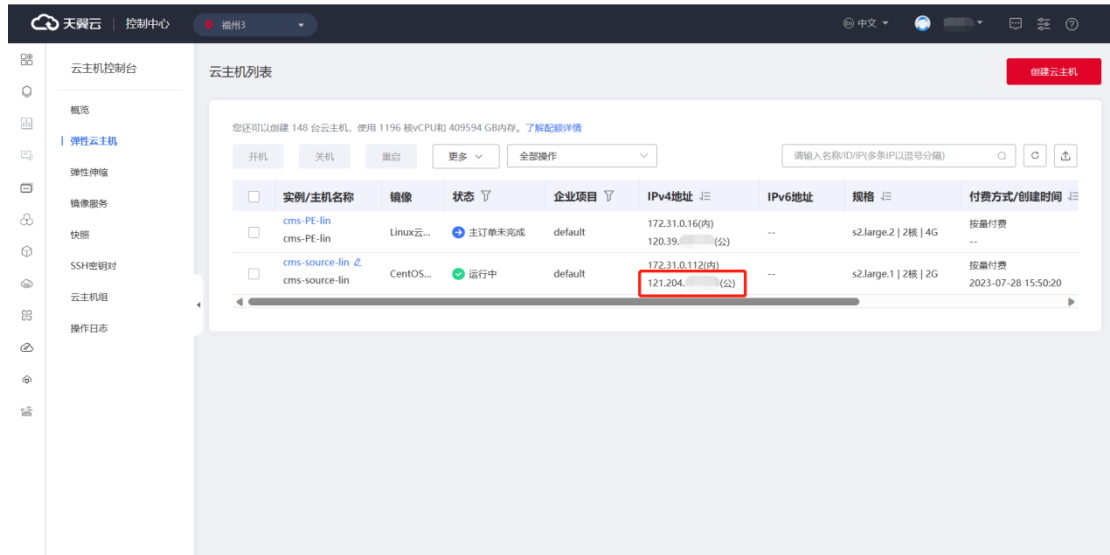 天翼云 | 控制中心 福州3 中文
云主机控制台
概览
弹性云主机
弹性伸缩
镜像服务
快照
SSH密钥对
云主机组
操作日志
云主机列表 创建云主机
您还可以创建 148 台云主机，使用 1196 核vCPU和 409594 GB内存。了解配额详情
开机 关机 重启 更多 全部操作 请输入名称/ID/IP(多条IP以逗号分隔)
实例/主机名称 镜像 状态 企业项目 IPv4地址 IPv6地址 规格 付费方式/创建时间
cms-PE-lin
cms-PE-lin Linux云... 主订单未完成 default 172.31.0.16(内) -- s2.large.2 | 2核 | 4G 按量付费
120.39. (公) --
cms-source-lin
cms-source-lin CentOS... 运行中 default 172.31.0.112(内) -- s2.large.1 | 2核 | 2G 按量付费
121.204. (公) 2023-07-28 15:50:20